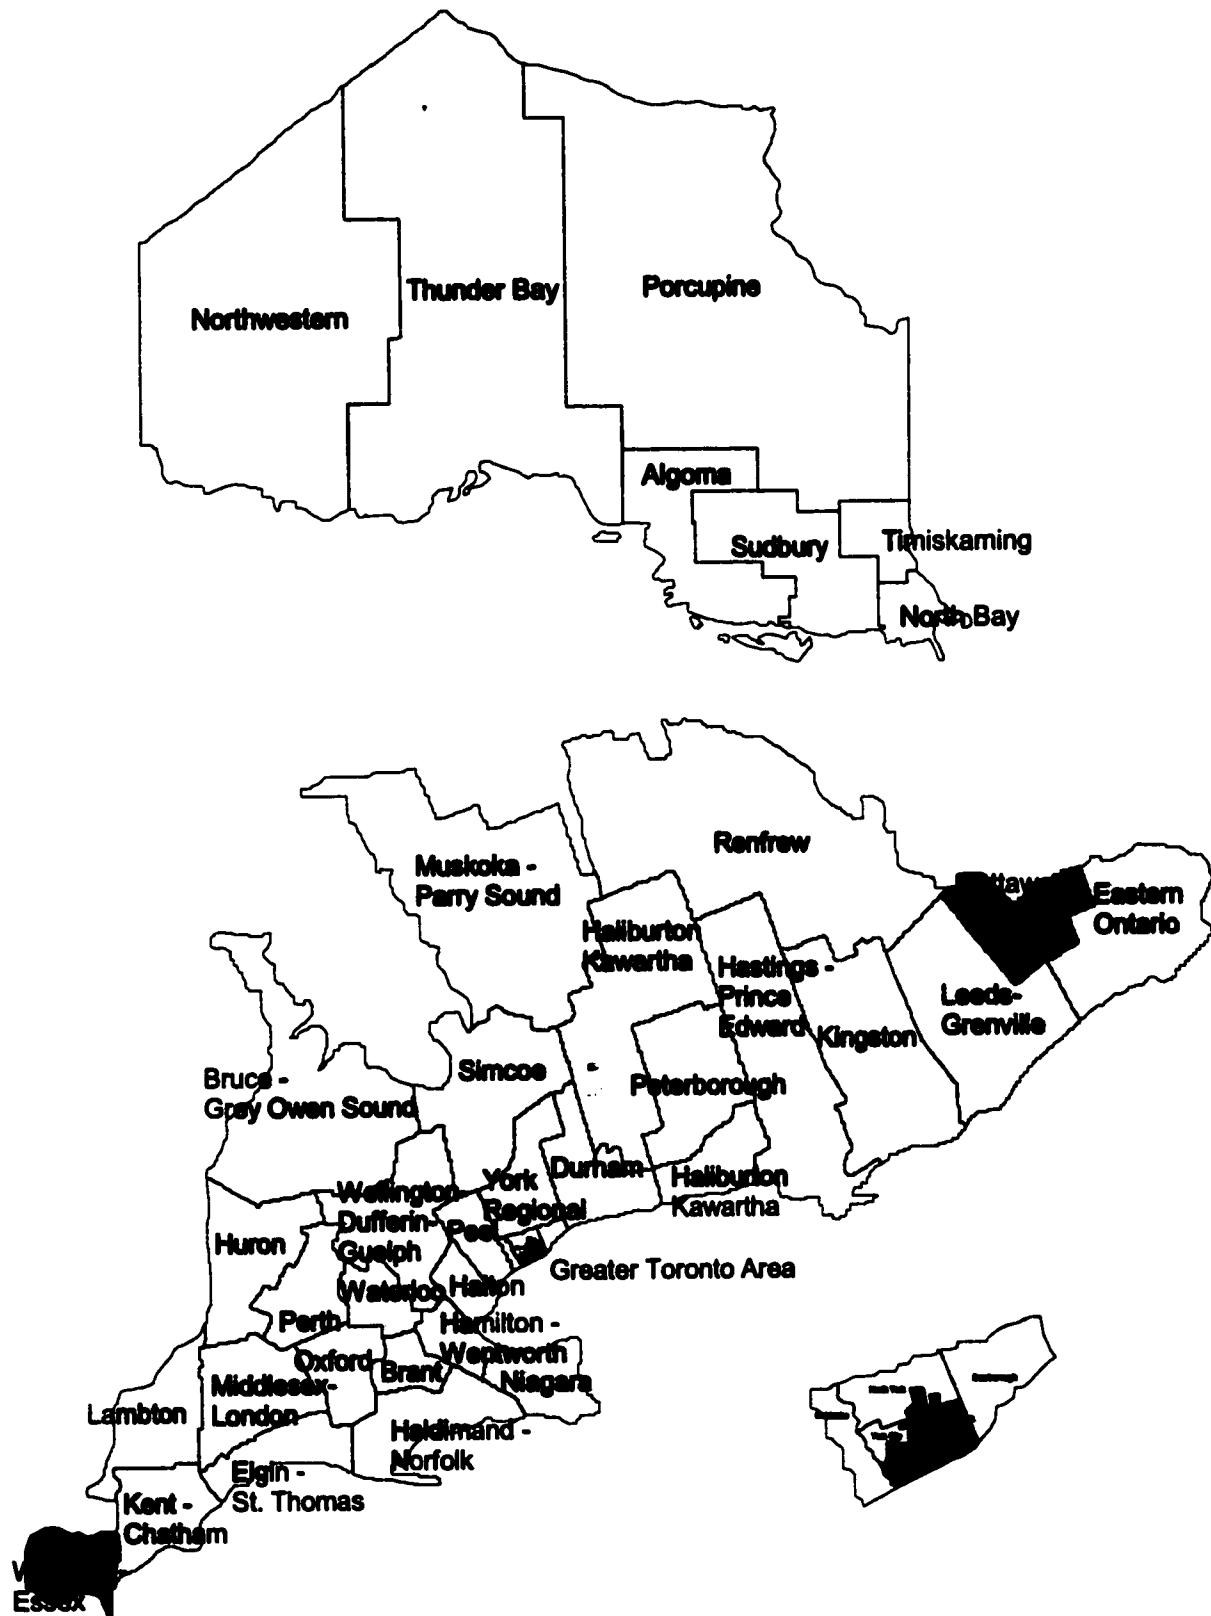 Thunder Bay
Porcupine
Northwestern
Algoma
Sudbury
Timiskaming
North Bay
Renfrew
Muskoka -
Parry Sound
Eastern
Ontario
Haliburton
Kawartha
Hastings -
Prince
Edward
Leeds-
Grenville
Kingston
Simcoe
Bruce -
Grey Owen Sound
Peterborough
Durham
Haliburton
Kawartha
York
Regional
Wellington-
Dufferin-
Guelph
Peel
Huron
Greater Toronto Area
Waterloo
Halton
Perth
Hamilton -
Wentworth
Oxford
Brant
Niagara
Middlesex-
London
Lambton
Haldimand -
Norfolk
Elgin -
St. Thomas
Kent -
Chatham
Essex